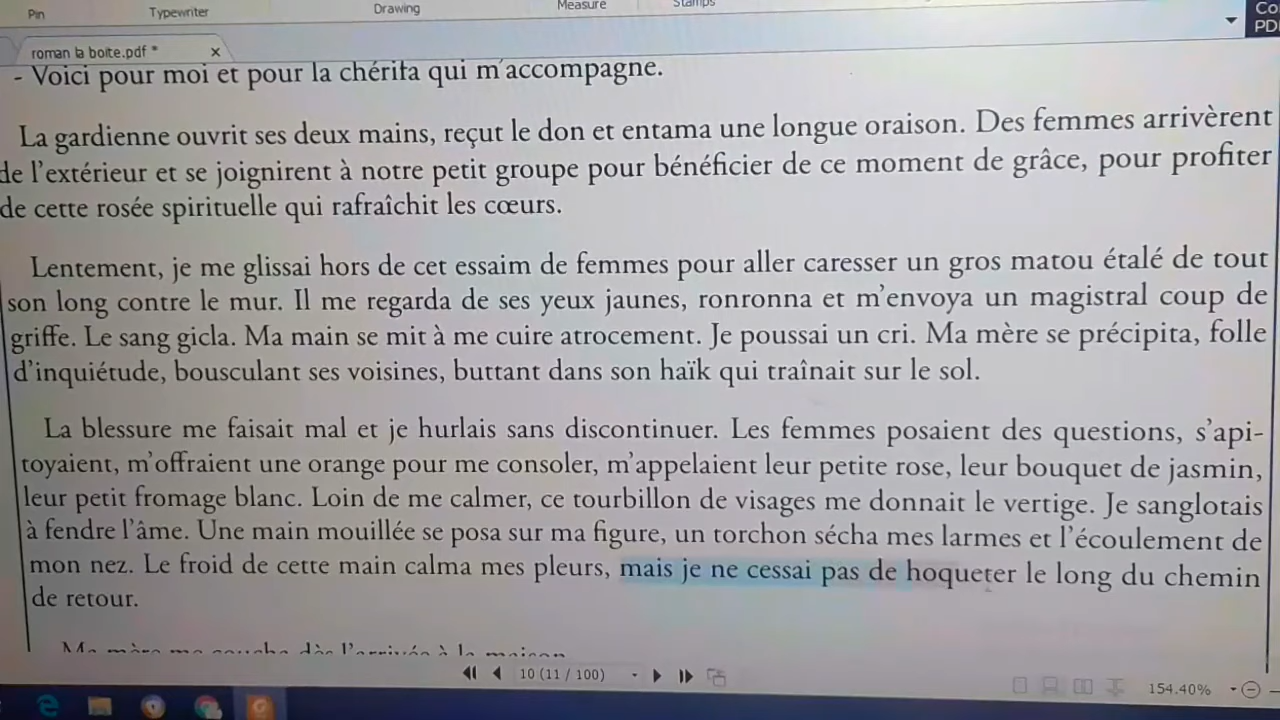 Pin Typewriter Drawing Measure Stamps
PD
roman la boite.pdf * x
- Voici pour moi et pour la chérifa qui m'accompagne.
La gardienne ouvrit ses deux mains, reçut le don et entama une longue oraison. Des femmes arrivèrent
de l'extérieur et se joignirent à notre petit groupe pour bénéficier de ce moment de grâce, pour profiter
de cette rosée spirituelle qui rafraîchit les cœurs.
Lentement, je me glissai hors de cet essaim de femmes pour aller caresser un gros matou étalé de tout
son long contre le mur. Il me regarda de ses yeux jaunes, ronronna et m'envoya un magistral coup de
griffe. Le sang gicla. Ma main se mit à me cuire atrocement. Je poussai un cri. Ma mère se précipita, folle
d'inquiétude, bousculant ses voisines, buttant dans son haïk qui traînait sur le sol.
La blessure me faisait mal et je hurlais sans discontinuer. Les femmes posaient des questions, s'api-
toyaient, m'offraient une orange pour me consoler, m'appelaient leur petite rose, leur bouquet de jasmin,
leur petit fromage blanc. Loin de me calmer, ce tourbillon de visages me donnait le vertige. Je sanglotais
à fendre l'âme. Une main mouillée se posa sur ma figure, un torchon sécha mes larmes et l'écoulement de
mon nez. Le froid de cette main calma mes pleurs, mais je ne cessai pas de hoqueter le long du chemin
de retour.
Ma mère me coucha dès l'arrivée à la maison
10 (11 / 100) 154.40%